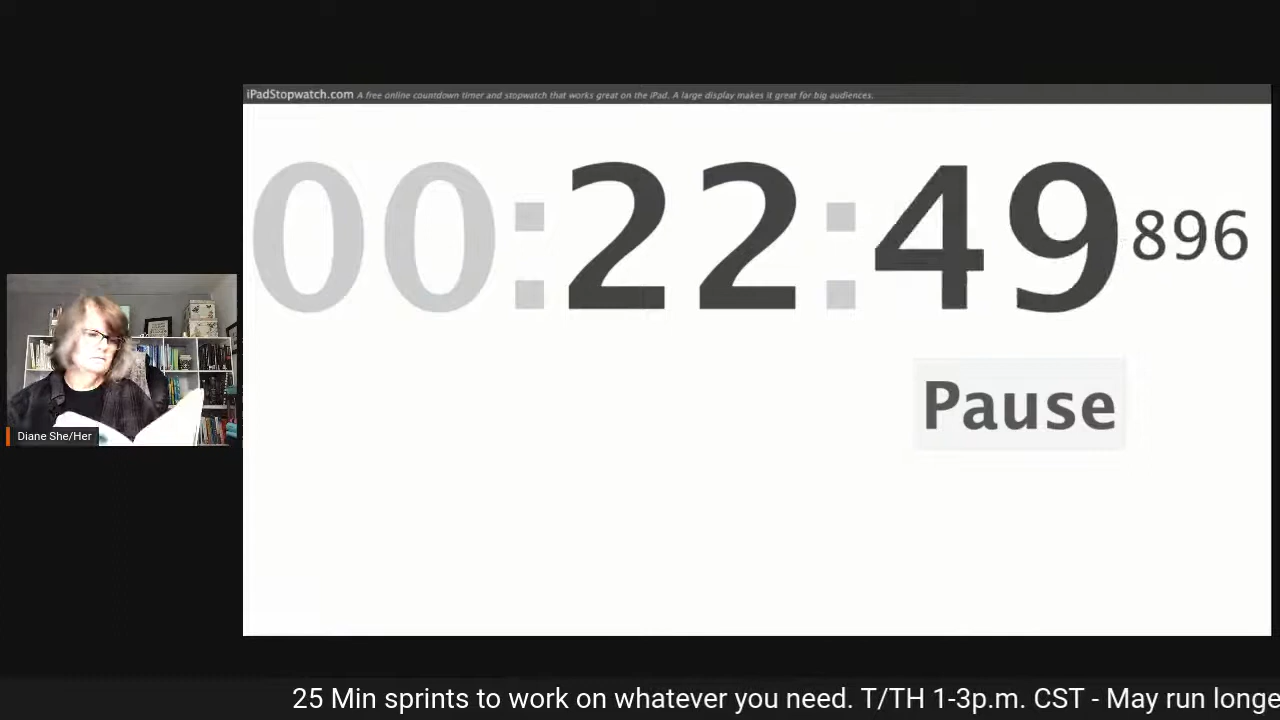 iPadStopwatch.com A free online countdown timer and stopwatch that works great on the iPad. A large display makes it great for big audiences.
00:22:49 896
Pause
Diane She/Her
25 Min sprints to work on whatever you need. T/TH 1-3p.m. CST - May run longe